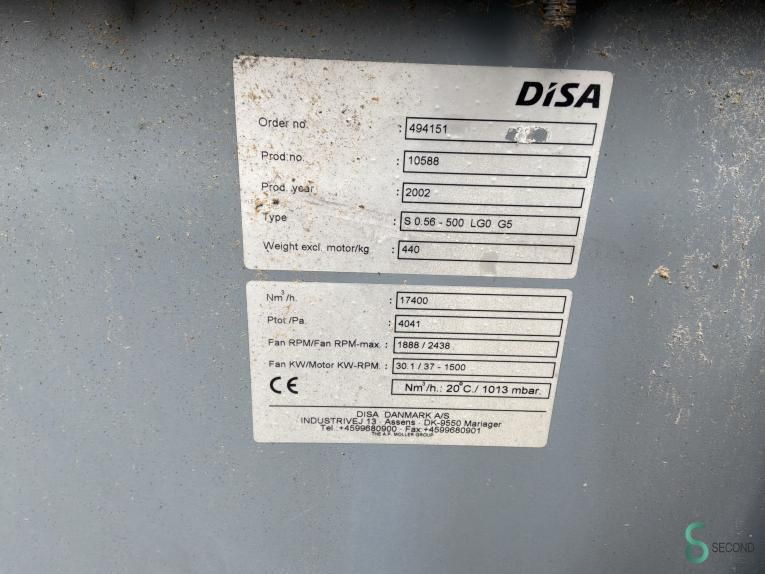 DISA
Order no. : 494151
Prod.no. : 10588
Prod. year : 2002
Type : S 0.56 - 500 LG0 G5
Weight excl. motor/kg : 440
Nm³/h. : 17400
Ptot /Pa. : 4041
Fan RPM/Fan RPM-max. : 1888 / 2438
Fan KW/Motor KW-RPM. : 30.1 / 37 - 1500
CE Nm³/h.: 20°C./ 1013 mbar.
DISA DANMARK A/S
INDUSTRIVEJ 13 · Assens · DK-9550 Mariager
Tel.:+4599680900 · Fax:+4599680901
THE A.P. MOLLER GROUP
SECOND